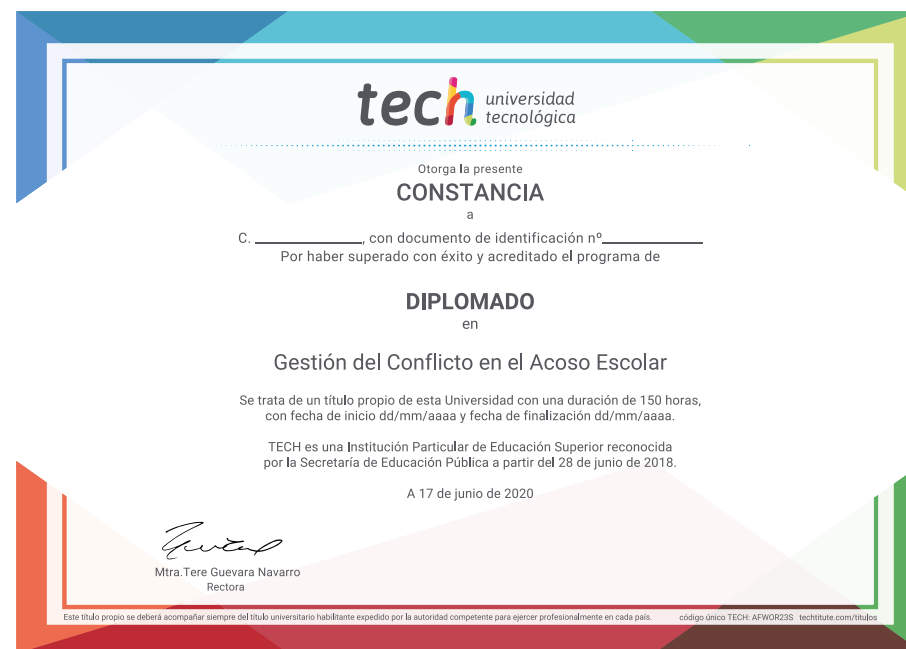 tech universidad
tecnológica
Otorga la presente
CONSTANCIA
a
C. ____________, con documento de identificación nº____________
Por haber superado con éxito y acreditado el programa de
DIPLOMADO
en
Gestión del Conflicto en el Acoso Escolar
Se trata de un título propio de esta Universidad con una duración de 150 horas,
con fecha de inicio dd/mm/aaaa y fecha de finalización dd/mm/aaaa.
TECH es una Institución Particular de Educación Superior reconocida
por la Secretaría de Educación Pública a partir del 28 de junio de 2018.
A 17 de junio de 2020
Mtra.Tere Guevara Navarro
Rectora
Este título propio se deberá acompañar siempre del título universitario habilitante expedido por la autoridad competente para ejercer profesionalmente en cada país. código único TECH: AFWOR23S techtitute.com/titulos